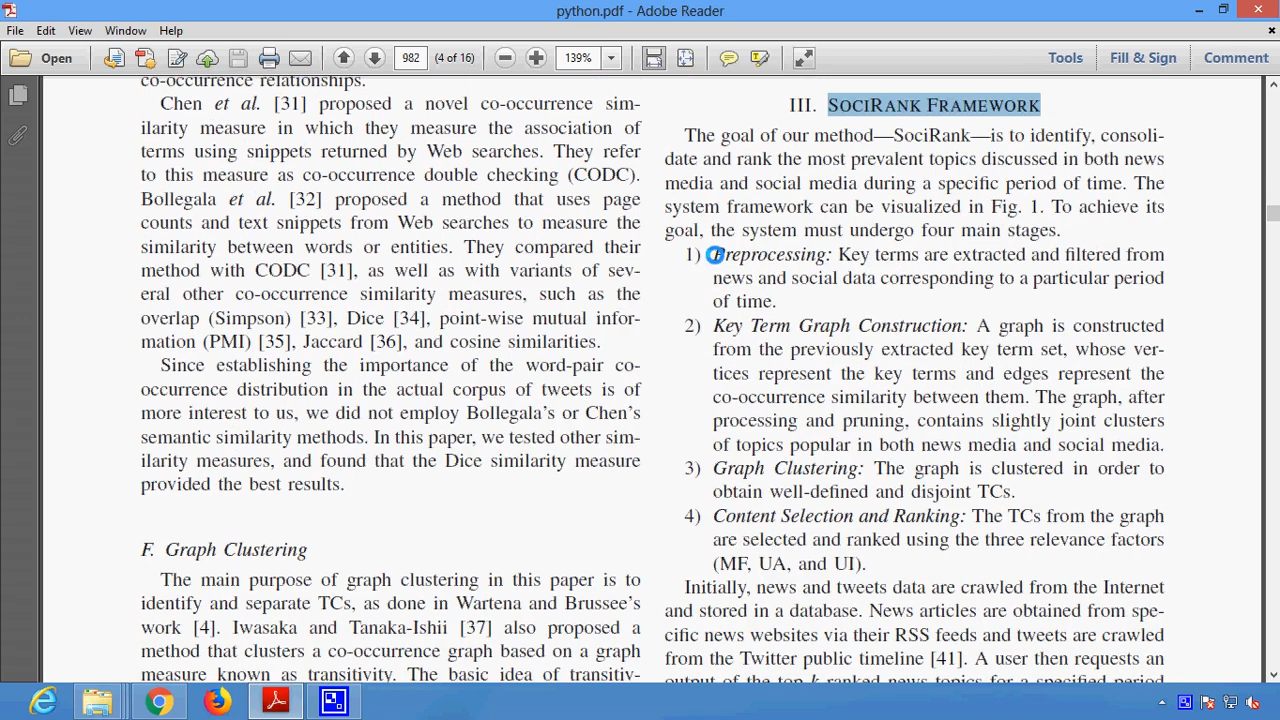 python.pdf - Adobe Reader
File Edit View Window Help
Open 982 (4 of 16) 139% Tools Fill & Sign Comment
co-occurrence relationships.
Chen et al. [31] proposed a novel co-occurrence sim-
ilarity measure in which they measure the association of
terms using snippets returned by Web searches. They refer
to this measure as co-occurrence double checking (CODC).
Bollegala et al. [32] proposed a method that uses page
counts and text snippets from Web searches to measure the
similarity between words or entities. They compared their
method with CODC [31], as well as with variants of sev-
eral other co-occurrence similarity measures, such as the
overlap (Simpson) [33], Dice [34], point-wise mutual infor-
mation (PMI) [35], Jaccard [36], and cosine similarities.
Since establishing the importance of the word-pair co-
occurrence distribution in the actual corpus of tweets is of
more interest to us, we did not employ Bollegala's or Chen's
semantic similarity methods. In this paper, we tested other sim-
ilarity measures, and found that the Dice similarity measure
provided the best results.
F. Graph Clustering
The main purpose of graph clustering in this paper is to
identify and separate TCs, as done in Wartena and Brussee's
work [4]. Iwasaka and Tanaka-Ishii [37] also proposed a
method that clusters a co-occurrence graph based on a graph
measure known as transitivity. The basic idea of transitiv-
III. SOCIRANK FRAMEWORK
The goal of our method—SociRank—is to identify, consoli-
date and rank the most prevalent topics discussed in both news
media and social media during a specific period of time. The
system framework can be visualized in Fig. 1. To achieve its
goal, the system must undergo four main stages.
1) Preprocessing: Key terms are extracted and filtered from
news and social data corresponding to a particular period
of time.
2) Key Term Graph Construction: A graph is constructed
from the previously extracted key term set, whose ver-
tices represent the key terms and edges represent the
co-occurrence similarity between them. The graph, after
processing and pruning, contains slightly joint clusters
of topics popular in both news media and social media.
3) Graph Clustering: The graph is clustered in order to
obtain well-defined and disjoint TCs.
4) Content Selection and Ranking: The TCs from the graph
are selected and ranked using the three relevance factors
(MF, UA, and UI).
Initially, news and tweets data are crawled from the Internet
and stored in a database. News articles are obtained from spe-
cific news websites via their RSS feeds and tweets are crawled
from the Twitter public timeline [41]. A user then requests an
output of the top k ranked news topics for a specified period